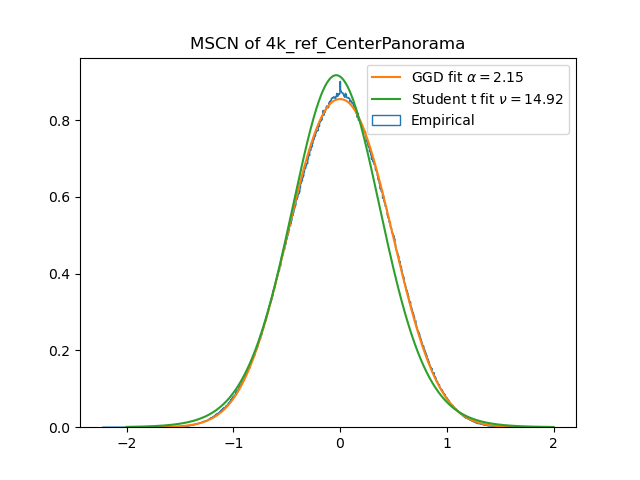 MSCN of 4k_ref_CenterPanorama
GGD fit α = 2.15
Student t fit ν = 14.92
Empirical
0.8
0.6
0.4
0.2
0.0
−2
−1
0
1
2